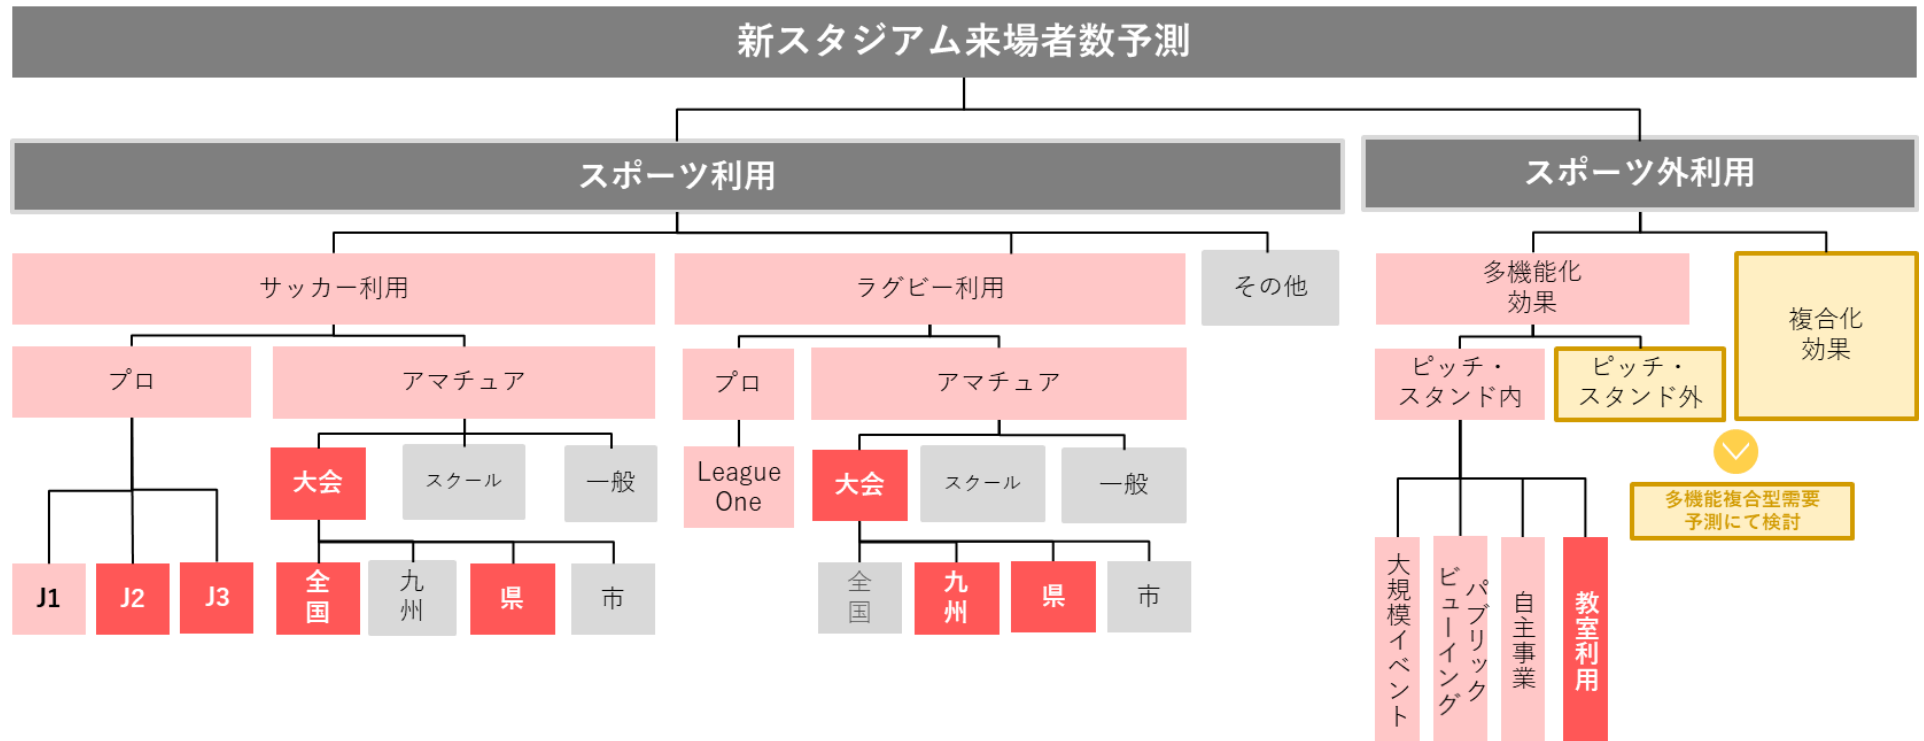 新スタジアム来場者数予測
スポーツ利用
スポーツ外利用
サッカー利用
ラグビー利用
その他
多機能化
効果
複合化
効果
プロ
アマチュア
プロ
アマチュア
ピッチ・
スタンド内
ピッチ・
スタンド外
大会
スクール
一般
League
One
大会
スクール
一般
多機能複合型需要
予測にて検討
J1
J2
J3
全国
九州
県
市
全国
九州
県
市
大規模イベント
パブリック
ビューイング
自主事業
教室利用